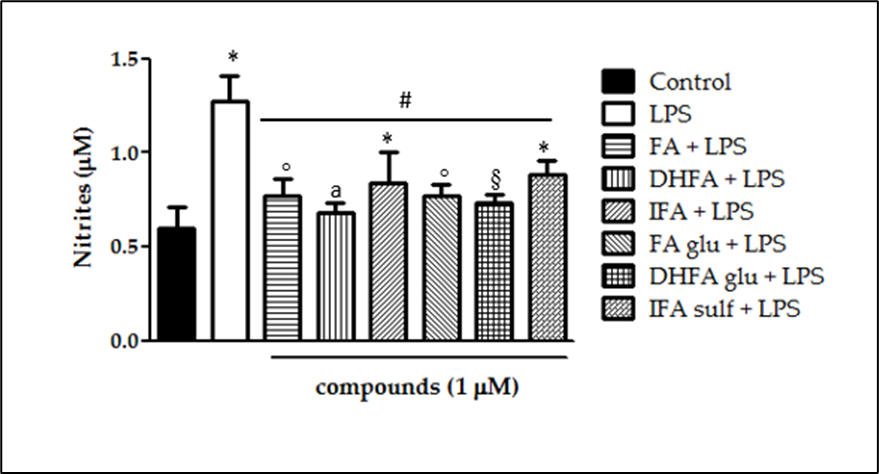 Nitrites (µM)
1.5
1.0
0.5
0.0
*
#
°
a
*
°
§
*
compounds (1 µM)
Control
LPS
FA + LPS
DHFA + LPS
IFA + LPS
FA glu + LPS
DHFA glu + LPS
IFA sulf + LPS